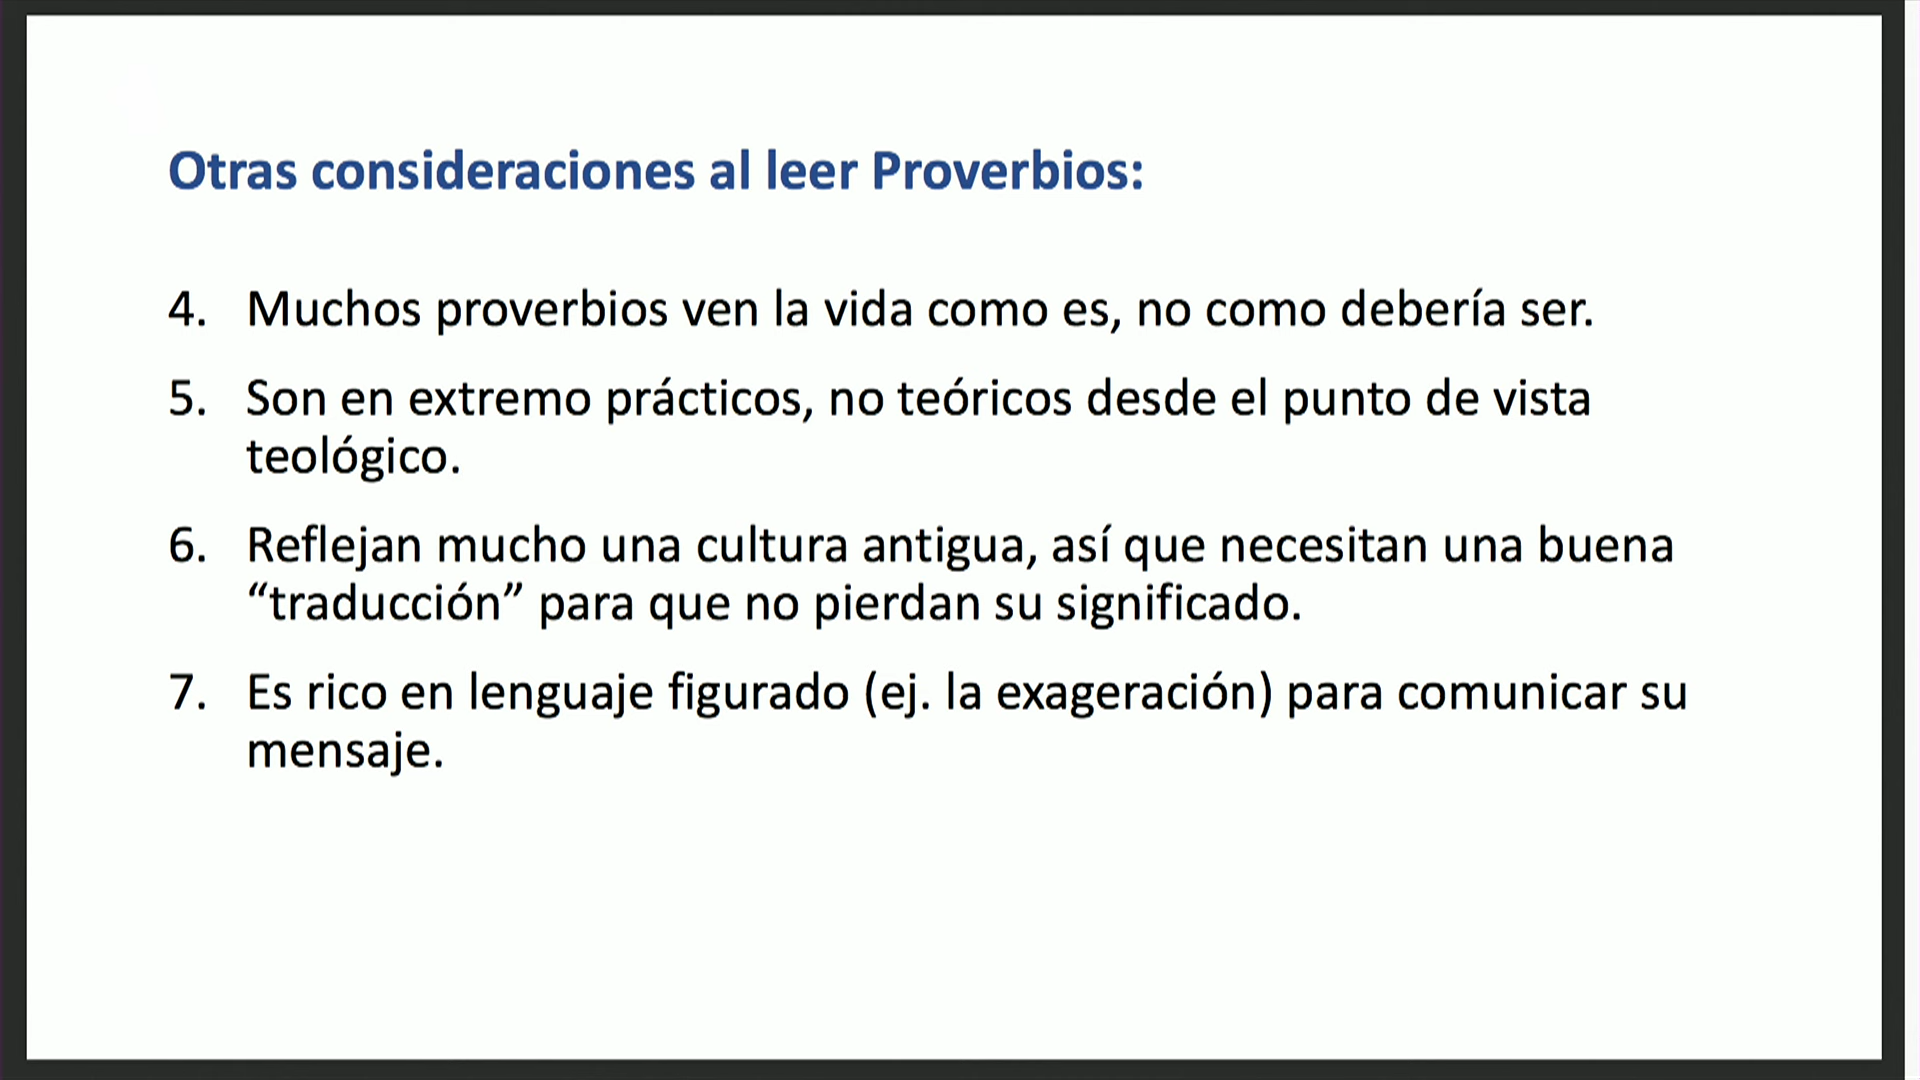 Otras consideraciones al leer Proverbios:
4. Muchos proverbios ven la vida como es, no como debería ser.
5. Son en extremo prácticos, no teóricos desde el punto de vista
teológico.
6. Reflejan mucho una cultura antigua, así que necesitan una buena
“traducción” para que no pierdan su significado.
7. Es rico en lenguaje figurado (ej. la exageración) para comunicar su
mensaje.